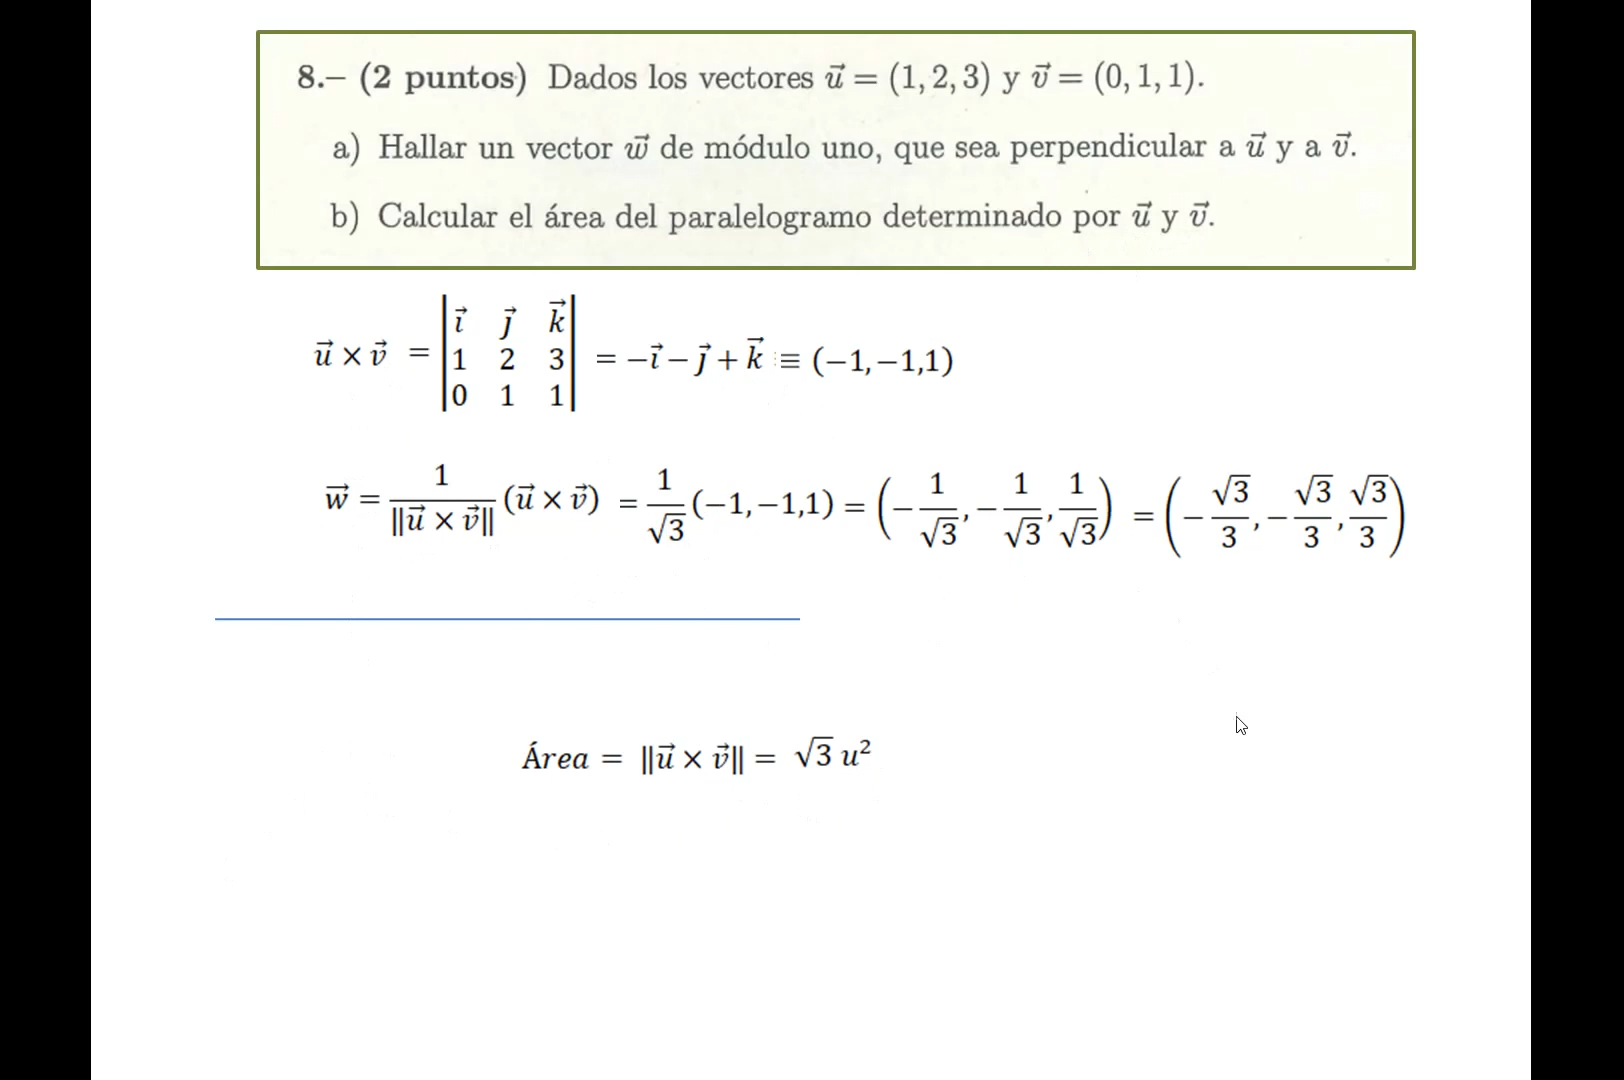 8.– (2 puntos) Dados los vectores u⃗ = (1, 2, 3) y v⃗ = (0, 1, 1).
a) Hallar un vector w⃗ de módulo uno, que sea perpendicular a u⃗ y a v⃗.
b) Calcular el área del paralelogramo determinado por u⃗ y v⃗.
u⃗ × v⃗ = |ı⃗ ȷ⃗ k⃗; 1 2 3; 0 1 1| = −ı⃗ − ȷ⃗ + k⃗ ≡ (−1,−1,1)
w⃗ = 1/‖u⃗ × v⃗‖ (u⃗ × v⃗) = 1/√3 (−1,−1,1) = (−1/√3, −1/√3, 1/√3) = (−√3/3, −√3/3, √3/3)
Área = ‖u⃗ × v⃗‖ = √3 u²